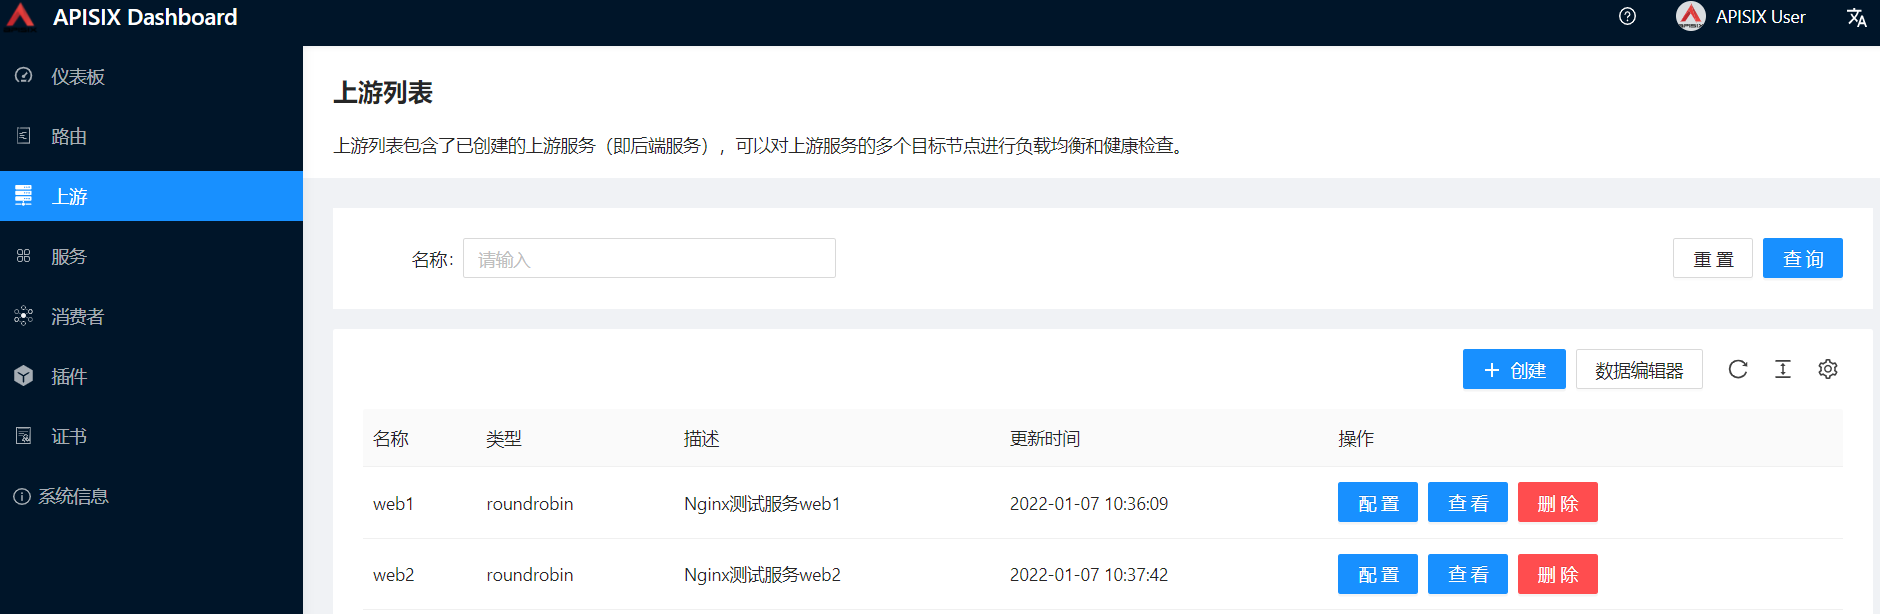 APISIX Dashboard
APISIX User
仪表板
路由
上游
服务
消费者
插件
证书
系统信息
上游列表
上游列表包含了已创建的上游服务（即后端服务），可以对上游服务的多个目标节点进行负载均衡和健康检查。
名称: 请输入 重置 查询
创建 数据编辑器
名称 类型 描述 更新时间 操作
web1 roundrobin Nginx测试服务web1 2022-01-07 10:36:09 配置 查看 删除
web2 roundrobin Nginx测试服务web2 2022-01-07 10:37:42 配置 查看 删除